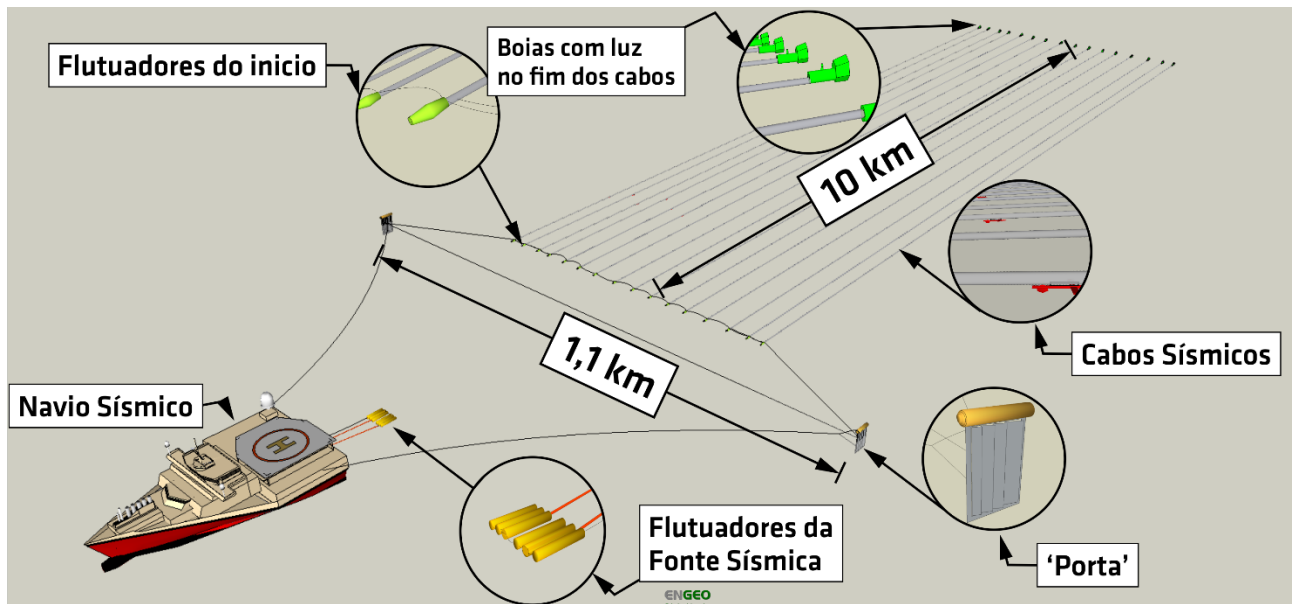 Flutuadores do inicio
Boias com luz
no fim dos cabos
10 km
1,1 km
Cabos Sísmicos
Navio Sísmico
H
Flutuadores da
Fonte Sísmica
‘Porta’
ENGEO